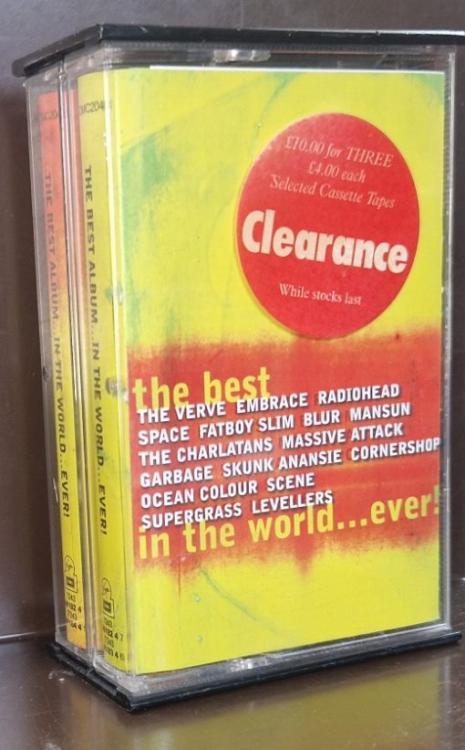 THE BEST ALBUM... IN THE WORLD...EVER!
THE BEST ALBUM... IN THE WORLD...EVER!
£10.00 for THREE
£4.00 each
Selected Cassette Tapes
Clearance
While stocks last
the best
THE VERVE EMBRACE RADIOHEAD
SPACE FATBOY SLIM BLUR MANSUN
THE CHARLATANS MASSIVE ATTACK
GARBAGE SKUNK ANANSIE CORNERSHOP
OCEAN COLOUR SCENE
SUPERGRASS LEVELLERS
in the world...ever!